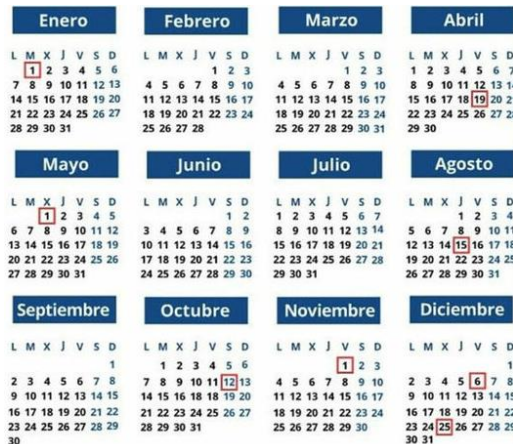 Enero
L M X J V S D
1 2 3 4 5 6
7 8 9 10 11 12 13
14 15 16 17 18 19 20
21 22 23 24 25 26 27
28 29 30 31
Febrero
L M X J V S D
1 2 3
4 5 6 7 8 9 10
11 12 13 14 15 16 17
18 19 20 21 22 23 24
25 26 27 28
Marzo
L M X J V S D
1 2 3
4 5 6 7 8 9 10
11 12 13 14 15 16 17
18 19 20 21 22 23 24
25 26 27 28 29 30 31
Abril
L M X J V S D
1 2 3 4 5 6 7
8 9 10 11 12 13
15 16 17 18 19 20
22 23 24 25 26 27
29 30
Mayo
L M X J V S D
1 2 3 4 5
6 7 8 9 10 11 12
13 14 15 16 17 18 19
20 21 22 23 24 25 26
27 28 29 30 31
Junio
L M X J V S D
1 2
3 4 5 6 7 8 9
10 11 12 13 14 15 16
17 18 19 20 21 22 23
24 25 26 27 28 29 30
Julio
L M X J V S D
1 2 3 4 5 6 7
8 9 10 11 12 13 14
15 16 17 18 19 20 21
22 23 24 25 26 27 28
29 30 31
Agosto
L M X J V S D
1 2 3 4
5 6 7 8 9 10 11
12 13 14 15 16 17
19 20 21 22 23 24
26 27 28 29 30 31
Septiembre
L M X J V S D
1
2 3 4 5 6 7 8
9 10 11 12 13 14 15
16 17 18 19 20 21 22
23 24 25 26 27 28 29
30
Octubre
L M X J V S D
1 2 3 4 5 6
7 8 9 10 11 12 13
14 15 16 17 18 19 20
21 22 23 24 25 26 27
28 29 30 31
Noviembre
L M X J V S D
1 2 3
4 5 6 7 8 9 10
11 12 13 14 15 16 17
18 19 20 21 22 23 24
25 26 27 28 29 30
Diciembre
L M X J V S D
1
2 3 4 5 6 7 8
9 10 11 12 13 14
16 17 18 19 20 21
23 24 25 26 27 28
30 31